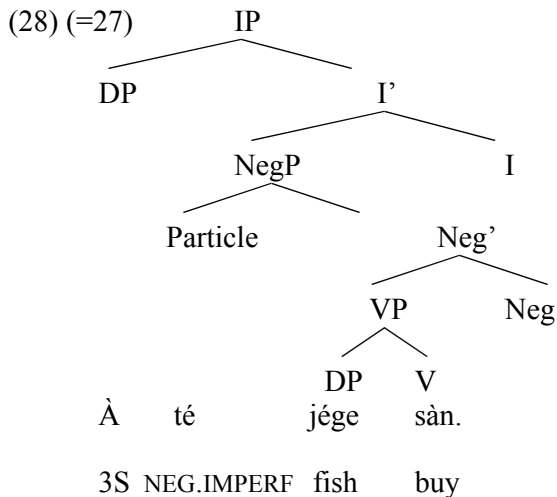 (28) (=27) IP
DP I’
NegP I
Particle Neg’
VP Neg
DP V
À té jége sàn.
3S NEG.IMPERF fish buy